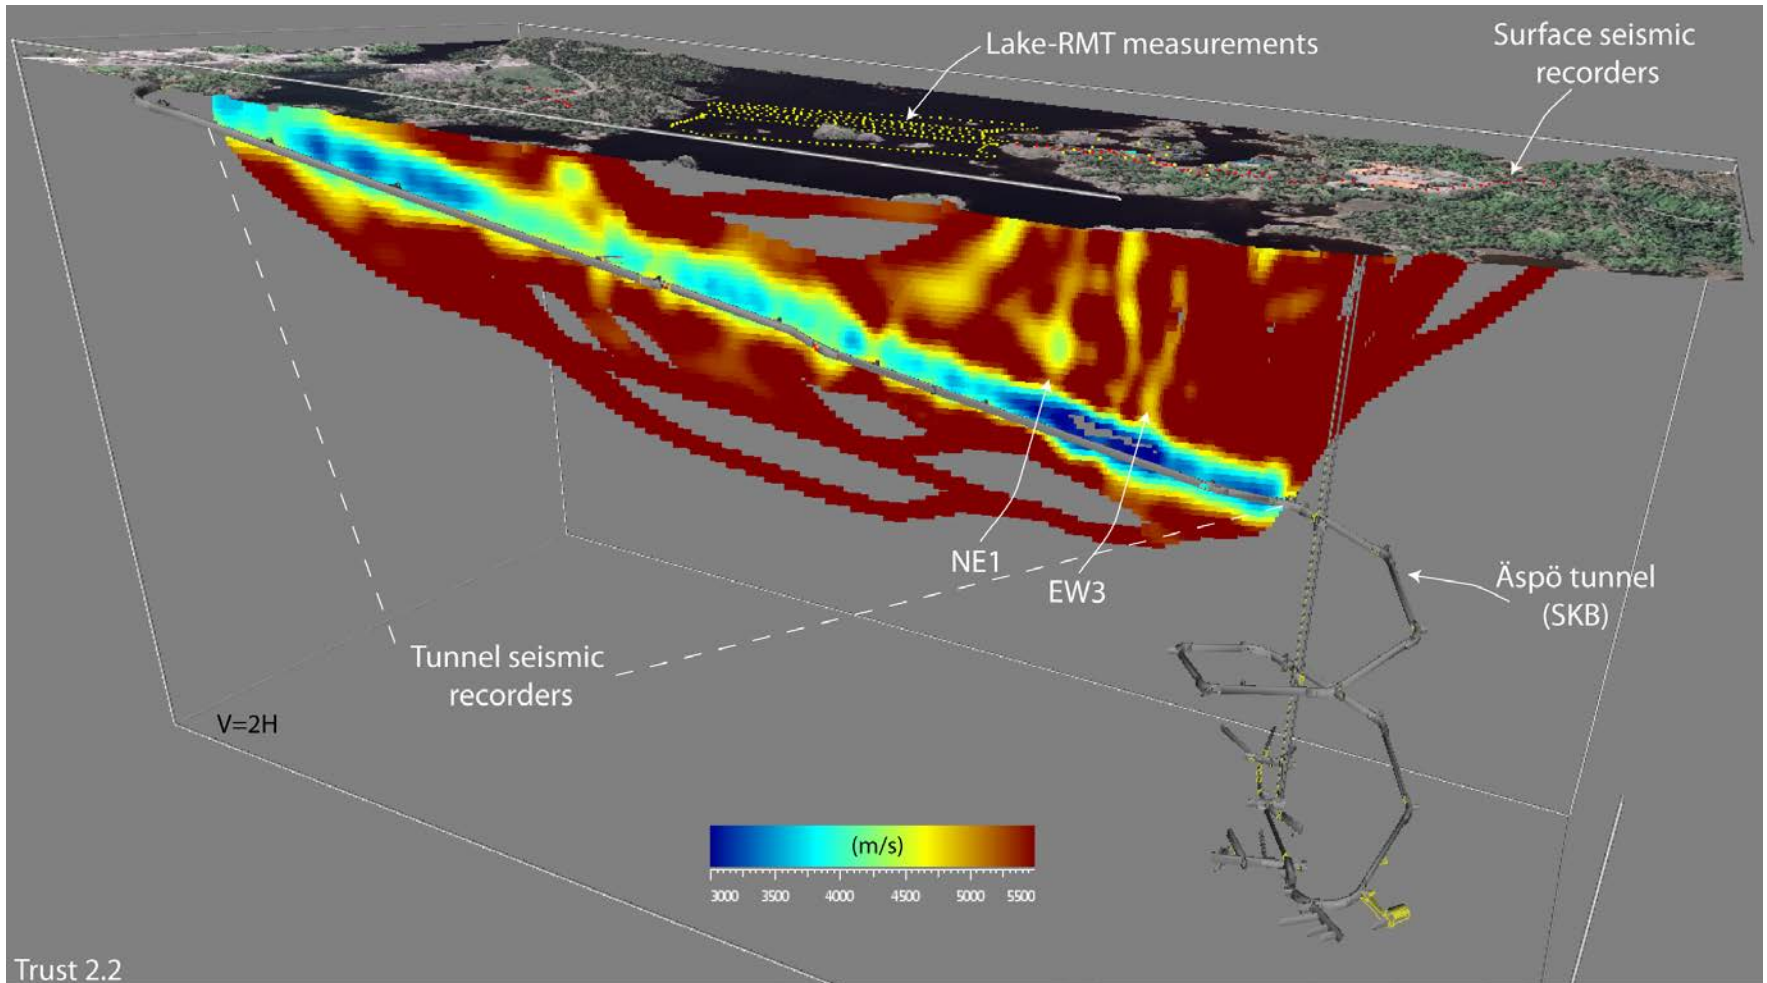 Lake-RMT measurements
Surface seismic
recorders
NE1
EW3
Äspö tunnel
(SKB)
Tunnel seismic
recorders
V=2H
(m/s)
3000 3500 4000 4500 5000 5500
Trust 2.2